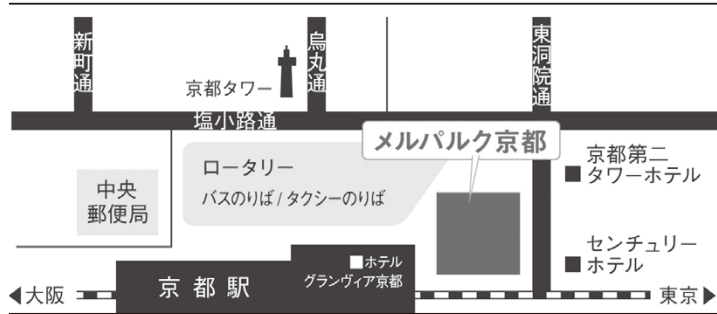 新町通
烏丸通
東洞院通
京都タワー
塩小路通
メルパルク京都
ロータリー
バスのりば / タクシーのりば
京都第二
タワーホテル
中央
郵便局
センチュリー
ホテル
ホテル
グランヴィア京都
京都駅
大阪
東京